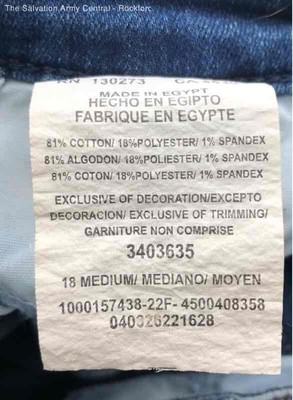 The Salvation Army Central - Rockford
RN 130273
MADE IN EGYPT
HECHO EN EGIPTO
FABRIQUE EN EGYPTE
81% COTTON/ 18%POLYESTER/ 1% SPANDEX
81% ALGODON/ 18%POLIESTER/ 1% SPANDEX
81% COTON/ 18%POLYESTER/ 1% SPANDEX
EXCLUSIVE OF DECORATION/EXCEPTO
DECORACION/ EXCLUSIVE OF TRIMMING/
GARNITURE NON COMPRISE
3403635
18 MEDIUM/ MEDIANO/ MOYEN
1000157438-22F- 4500408358
040326221628